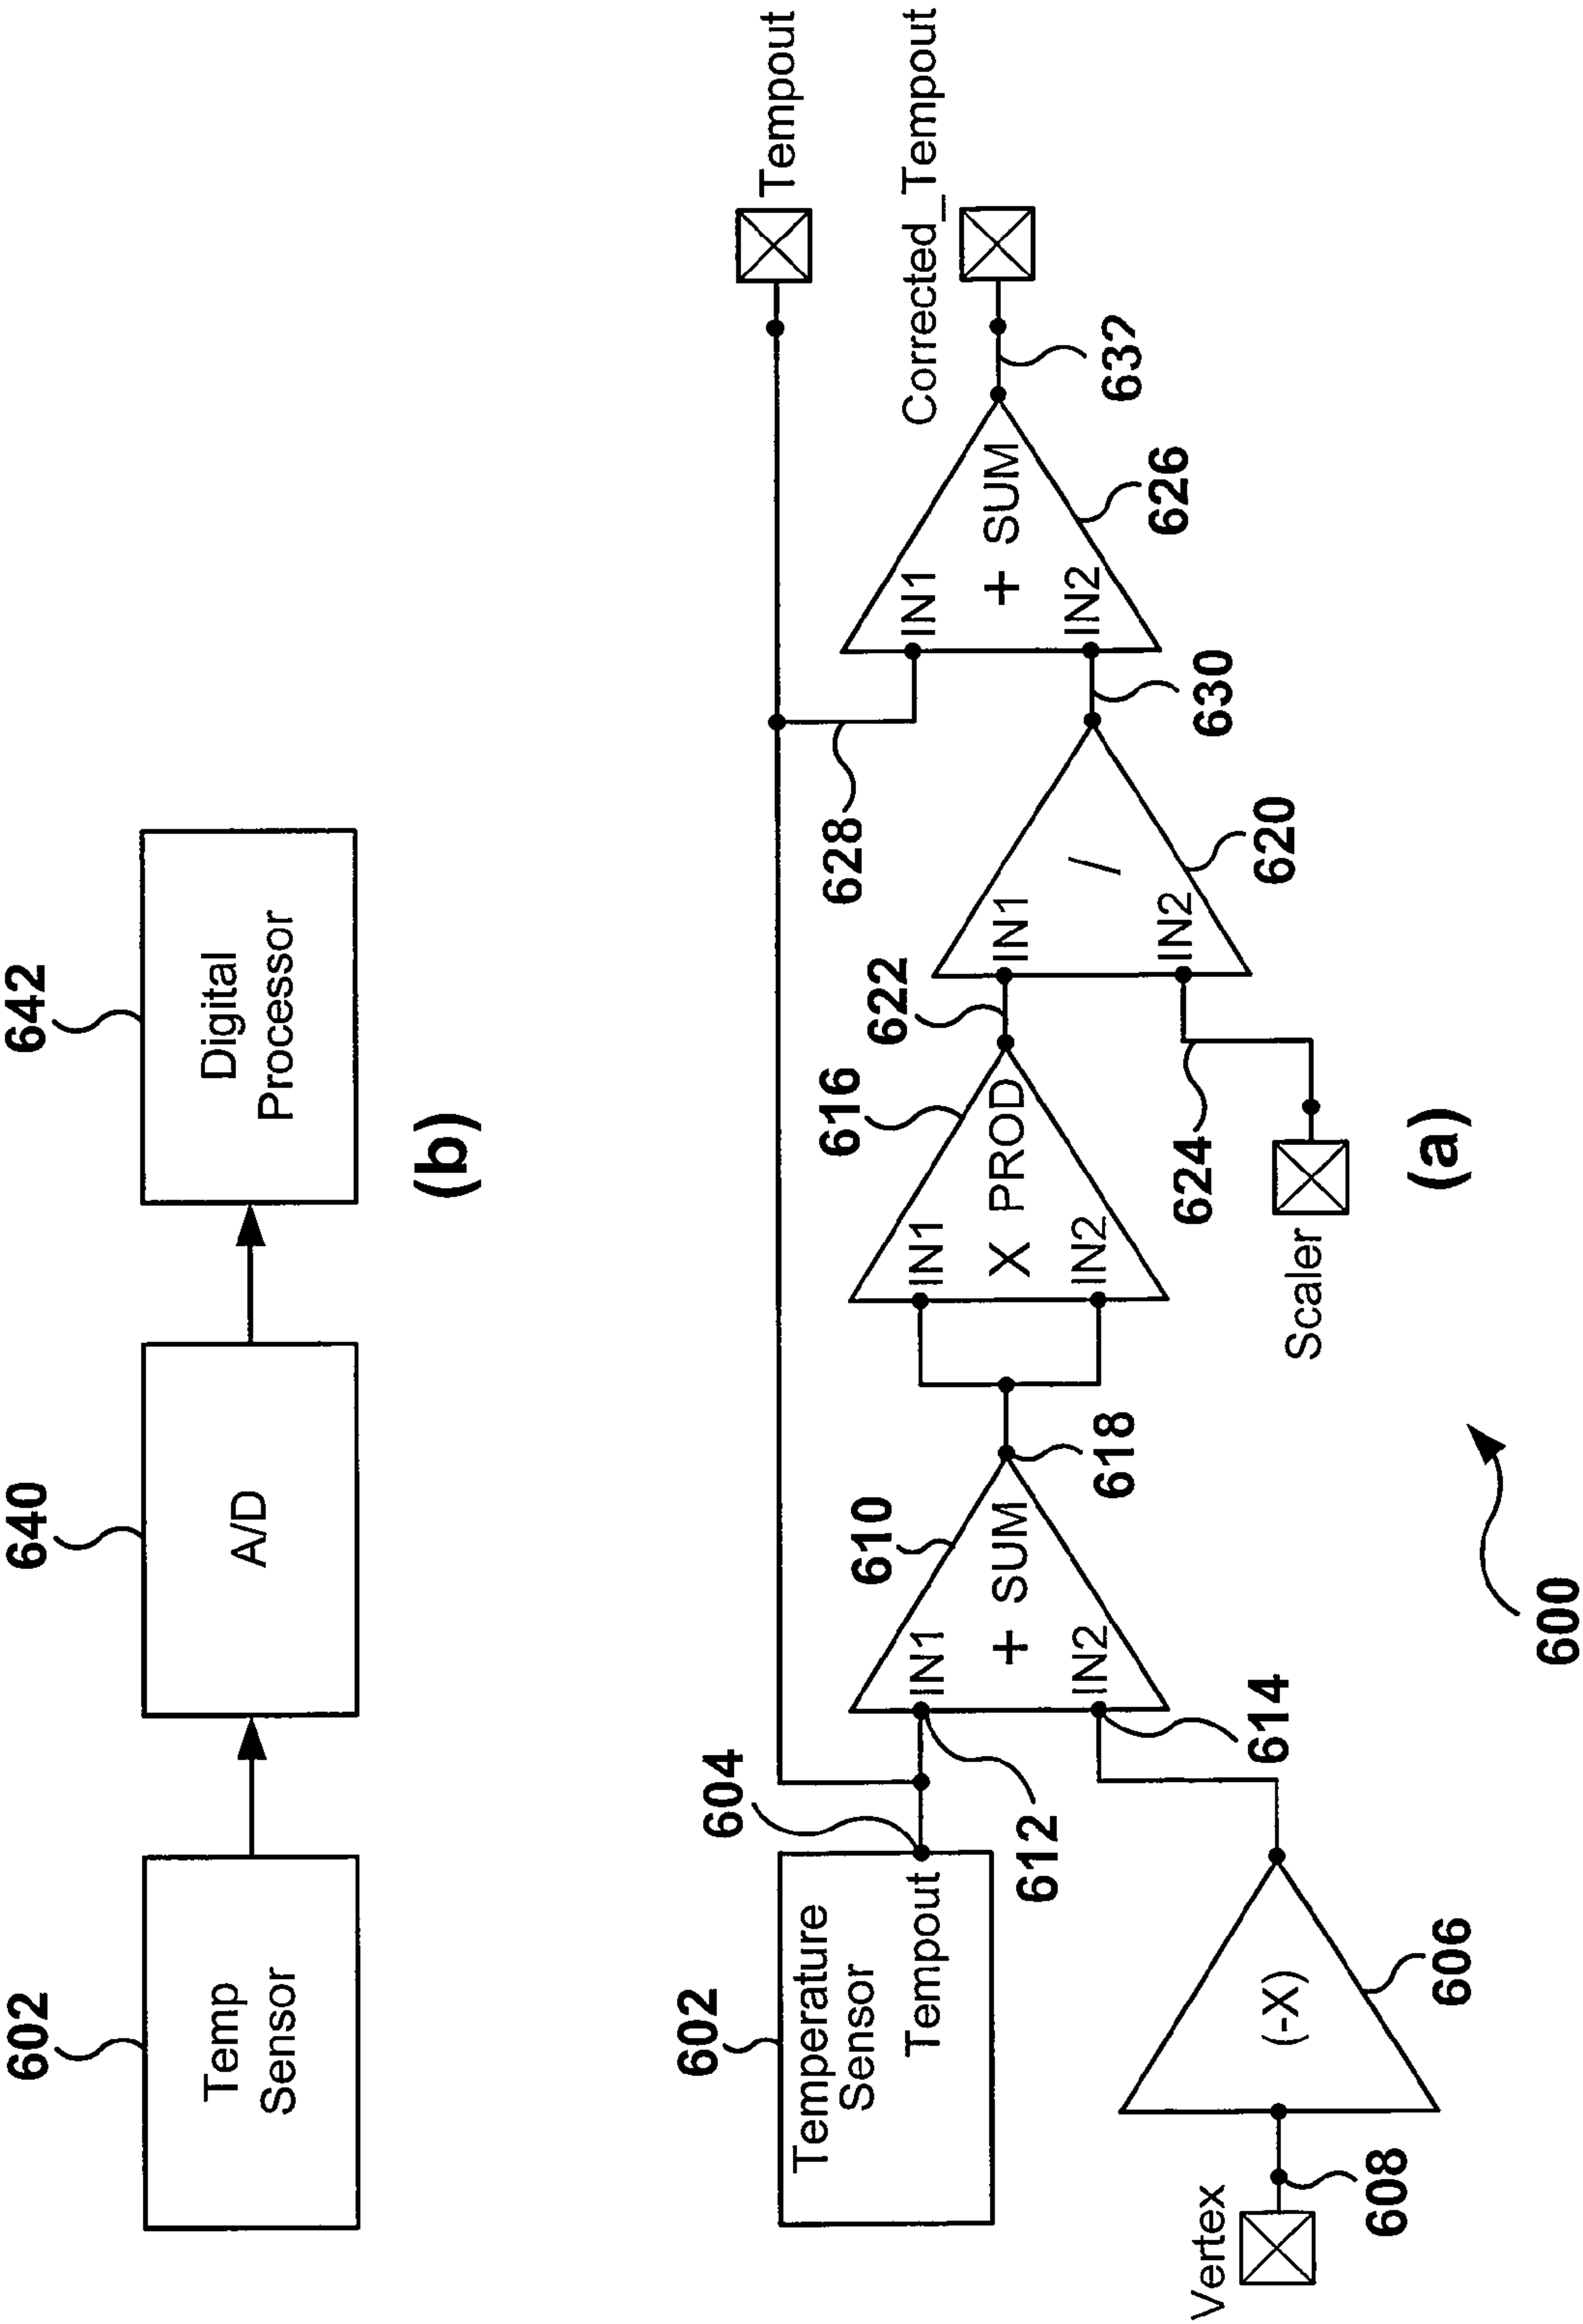 602
640
642
Temp
Sensor
A/D
Digital
Processor
(b)
602
604
Temperature
Sensor
Tempout
612
610
IN1
+ SUM
IN2
614
618
616
IN1
X PROD
IN2
622
628
IN1
/
IN2
620
624
Scaler
630
IN1
+ SUM
IN2
626
632
Tempout
Corrected_Tempout
Vertex
608
(-X)
606
600
(a)